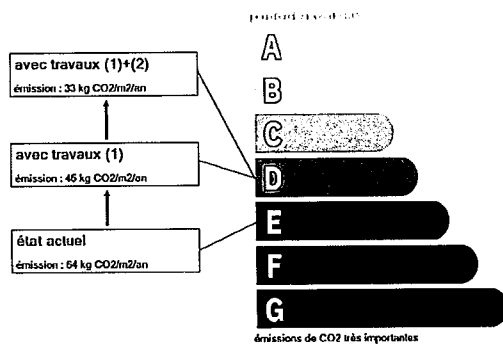 avec travaux (1)+(2)
émission : 33 kg CO2/m2/an
avec travaux (1)
émission : 45 kg CO2/m2/an
état actuel
émission : 64 kg CO2/m2/an
A
B
C
D
E
F
G
émissions de CO2 très importantes